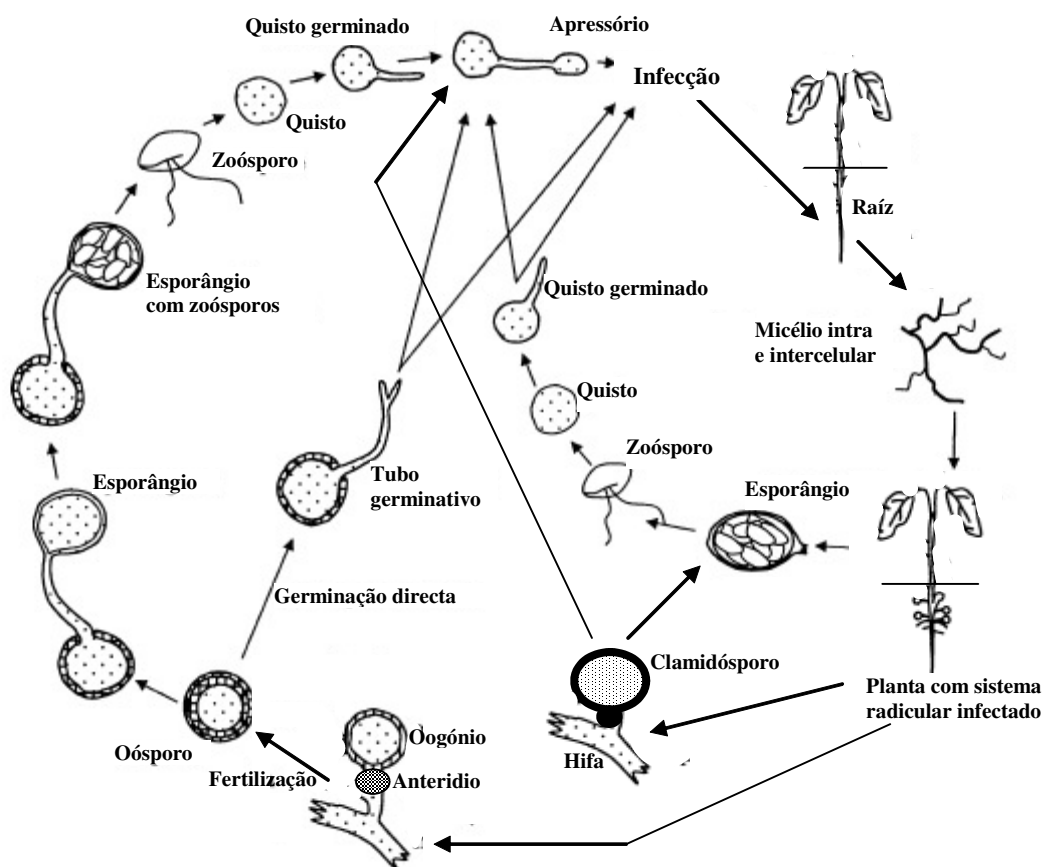 Quisto germinado
Apressório
Infecção
Quisto
Zoósporo
Raíz
Esporângio
com zoósporos
Quisto germinado
Micélio intra
e intercelular
Quisto
Zoósporo
Esporângio
Tubo
germinativo
Esporângio
Germinação directa
Clamidósporo
Planta com sistema
radicular infectado
Oogónio
Oósporo
Hifa
Fertilização
Anteridio